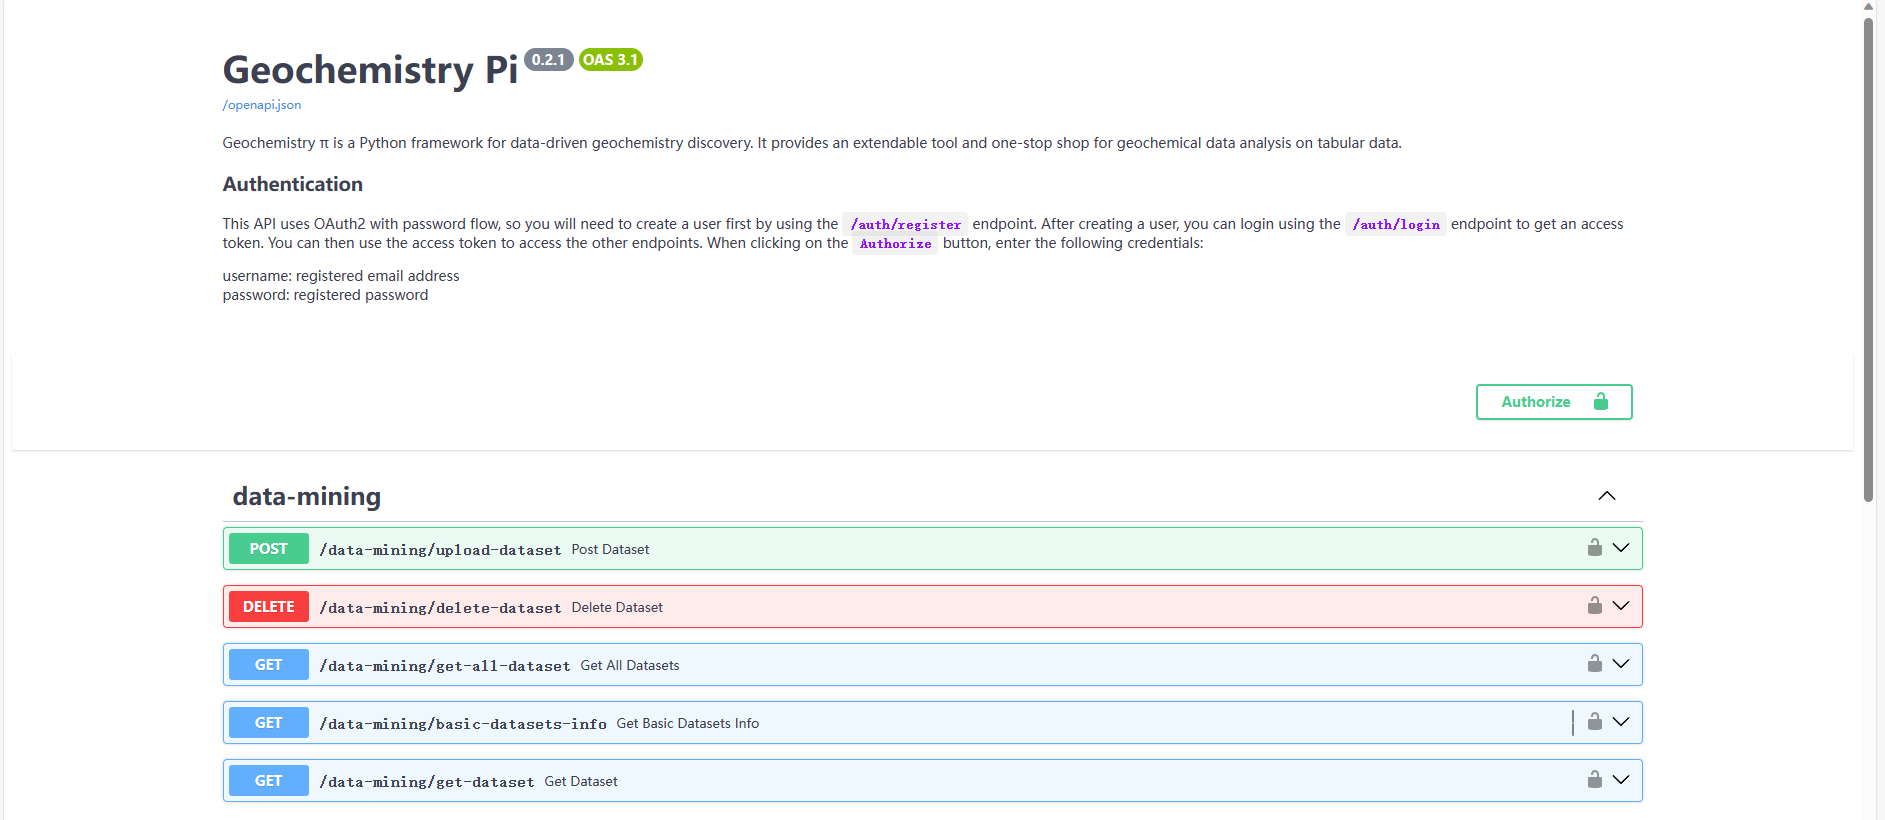 Geochemistry Pi 0.2.1 OAS 3.1
/openapi.json
Geochemistry π is a Python framework for data-driven geochemistry discovery. It provides an extendable tool and one-stop shop for geochemical data analysis on tabular data.
Authentication
This API uses OAuth2 with password flow, so you will need to create a user first by using the /auth/register endpoint. After creating a user, you can login using the /auth/login endpoint to get an access
token. You can then use the access token to access the other endpoints. When clicking on the Authorize button, enter the following credentials:
username: registered email address
password: registered password
Authorize
data-mining
POST /data-mining/upload-dataset Post Dataset
DELETE /data-mining/delete-dataset Delete Dataset
GET /data-mining/get-all-dataset Get All Datasets
GET /data-mining/basic-datasets-info Get Basic Datasets Info
GET /data-mining/get-dataset Get Dataset